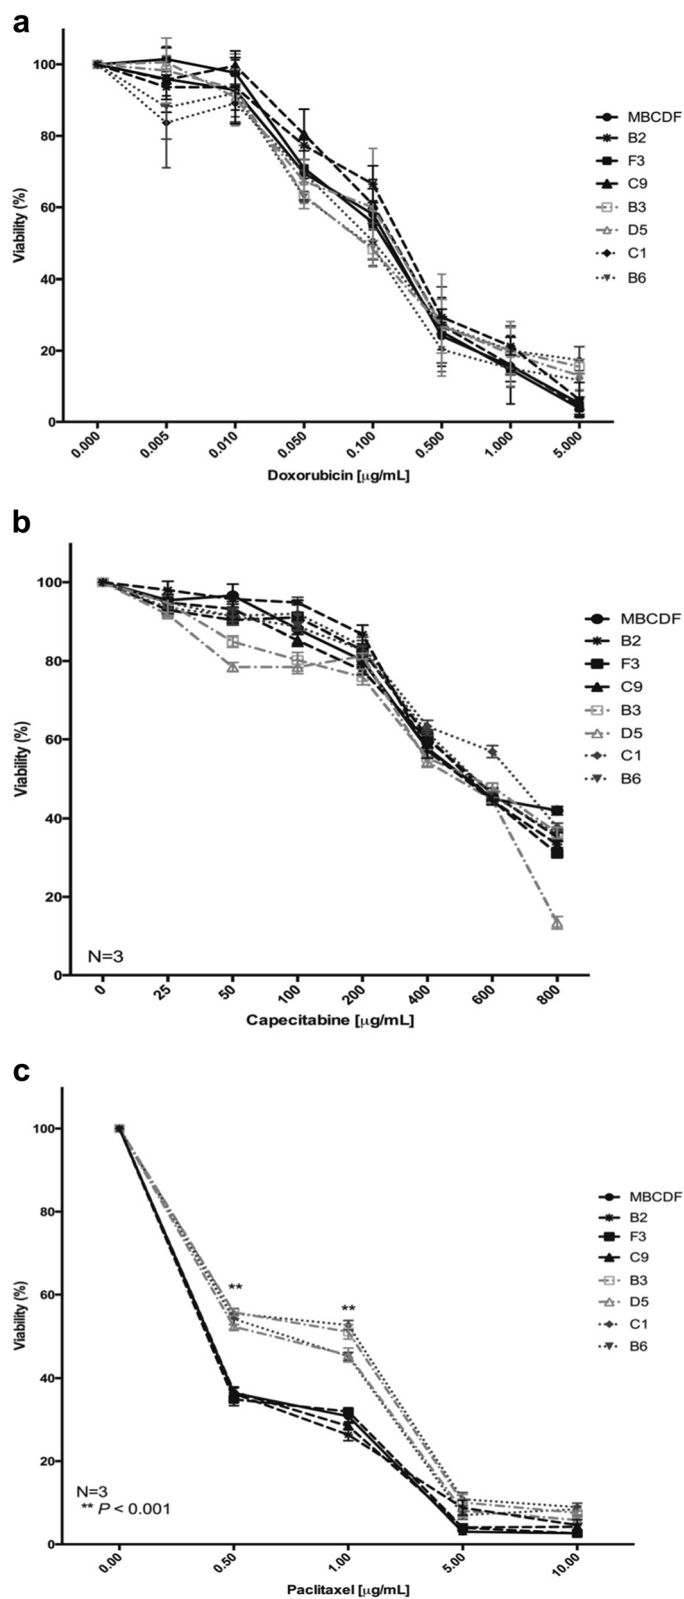 a
100
80
60
40
20
0
Viability (%)
0.000 0.005 0.010 0.050 0.100 0.500 1.000 5.000
Doxorubicin [µg/mL]
MBCDF
B2
F3
C9
B3
D5
C1
B6
b
100
80
60
40
20
0
Viability (%)
N=3
0 25 50 100 200 400 600 800
Capecitabine [µg/mL]
MBCDF
B2
F3
C9
B3
D5
C1
B6
c
100
80
60
40
20
0
Viability (%)
** **
N=3
** P < 0.001
0.00 0.50 1.00 5.00 10.00
Paclitaxel [µg/mL]
MBCDF
B2
F3
C9
B3
D5
C1
B6